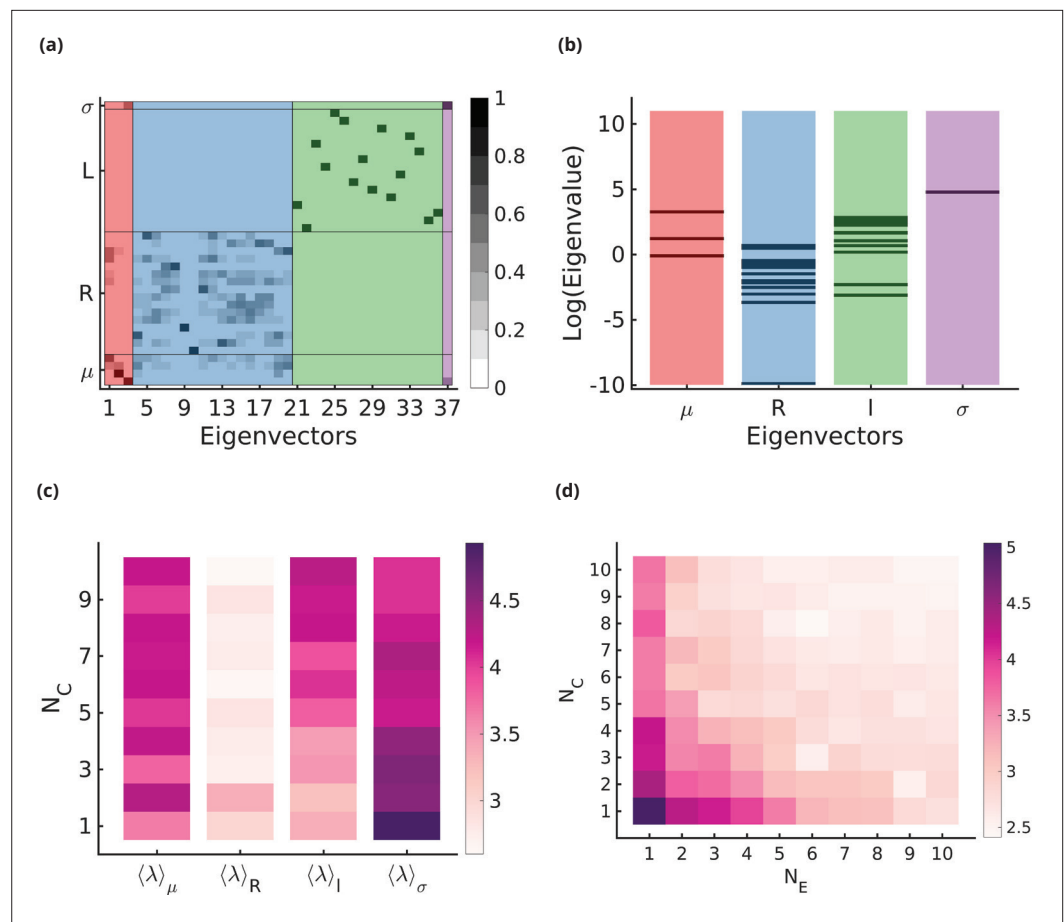 (a)
σ
L
R
μ
1
0.8
0.6
0.4
0.2
0
1 5 9 13 17 21 25 29 33 37
Eigenvectors
(b)
Log(Eigenvalue)
10
5
0
-5
-10
μ R I σ
Eigenvectors
(c)
N_C
9
7
5
3
1
⟨λ⟩_μ ⟨λ⟩_R ⟨λ⟩_I ⟨λ⟩_σ
4.5
4
3.5
3
(d)
N_C
10
9
8
7
6
5
4
3
2
1
1 2 3 4 5 6 7 8 9 10
N_E
5
4.5
4
3.5
3
2.5